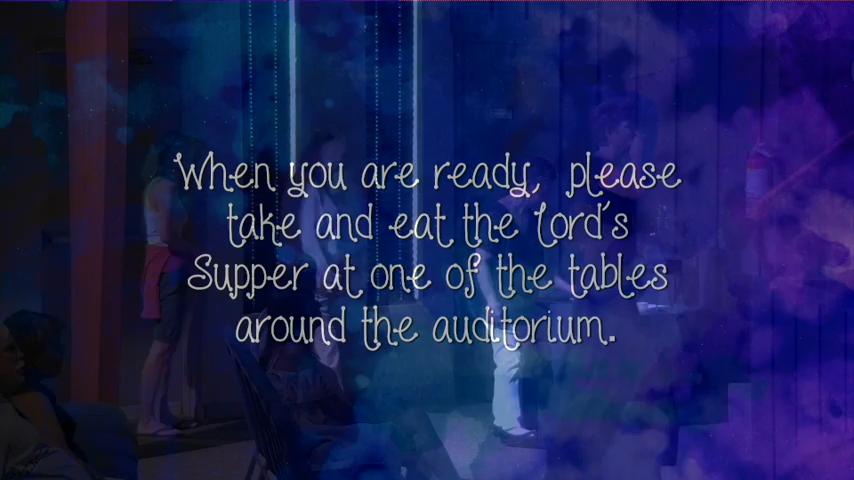 When you are ready, please
take and eat the Lord's
Supper at one of the tables
around the auditorium.